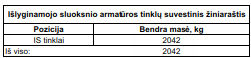 Išlyginamojo sluoksnio armatūros tinklų suvestinis žiniaraštis
Pozicija Bendra masė, kg
IS tinklai 2042
Iš viso: 2042